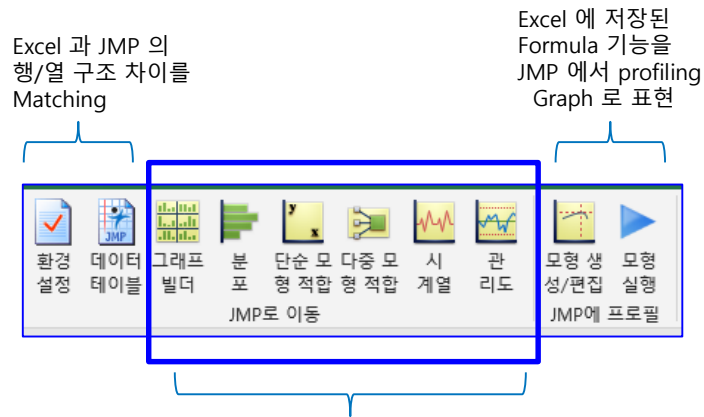 Excel 과 JMP 의
행/열 구조 차이를
Matching
Excel 에 저장된
Formula 기능을
JMP 에서 profiling
Graph 로 표현
JMP
y
x
환경 데이터 그래프 분 단순 모 다중 모 시 관 모형 생 모형
설정 테이블 빌더 포 형 적합 형 적합 계열 리도 성/편집 실행
JMP로 이동 JMP에 프로필